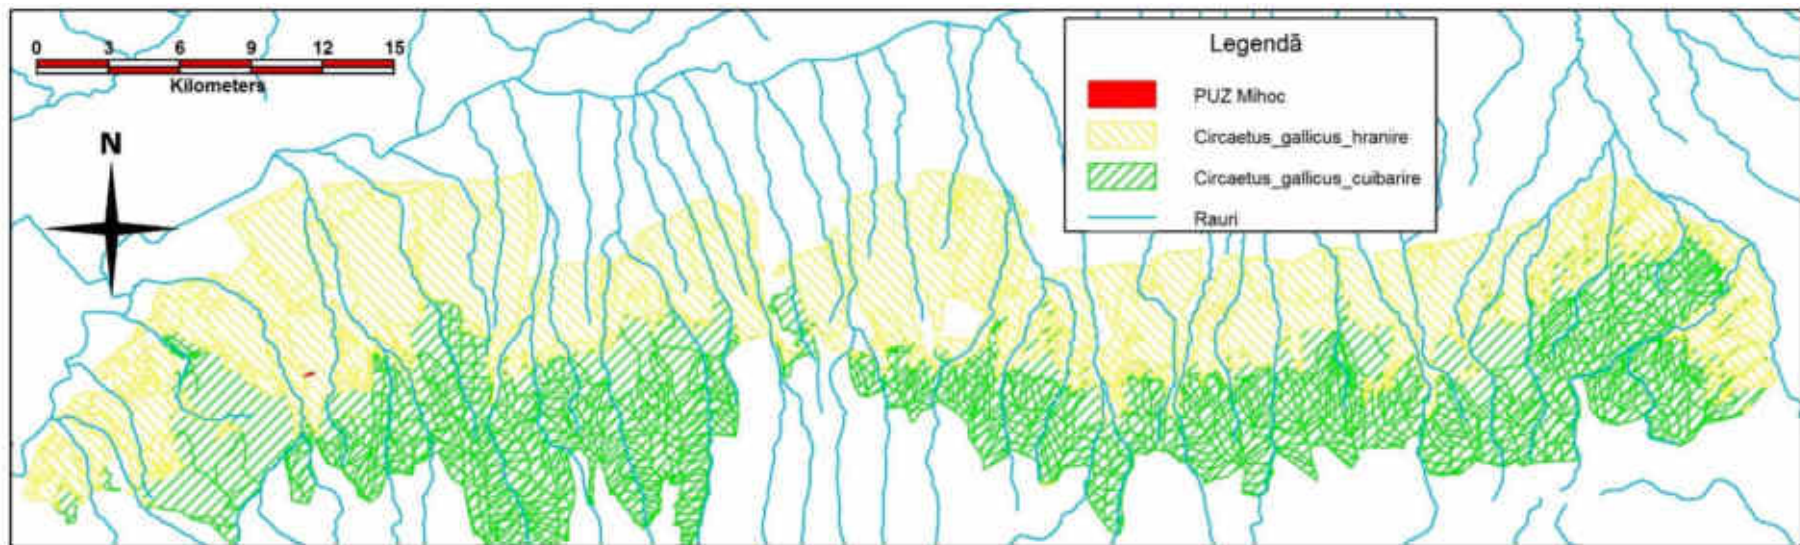 0 3 6 9 12 15
Kilometers
N
Legendă
PUZ Mihoc
Circaetus_gallicus_hranire
Circaetus_gallicus_cuibarire
Rauri